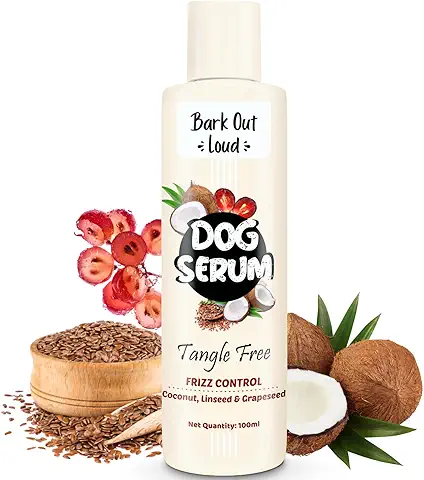 Bark Out
Loud
DOG
SERUM
Tangle Free
FRIZZ CONTROL
Coconut, Linseed & Grapeseed
Net Quantity: 100ml